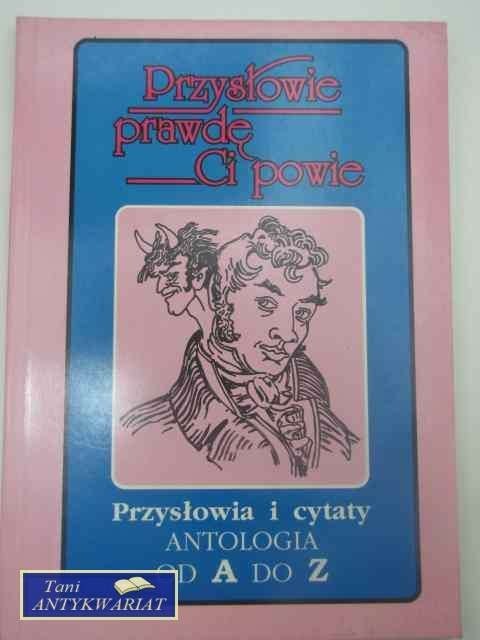 Przysłowie
prawdę
Ci powie
Przysłowia i cytaty
ANTOLOGIA
OD A DO Z
Tani
ANTYKWARIAT